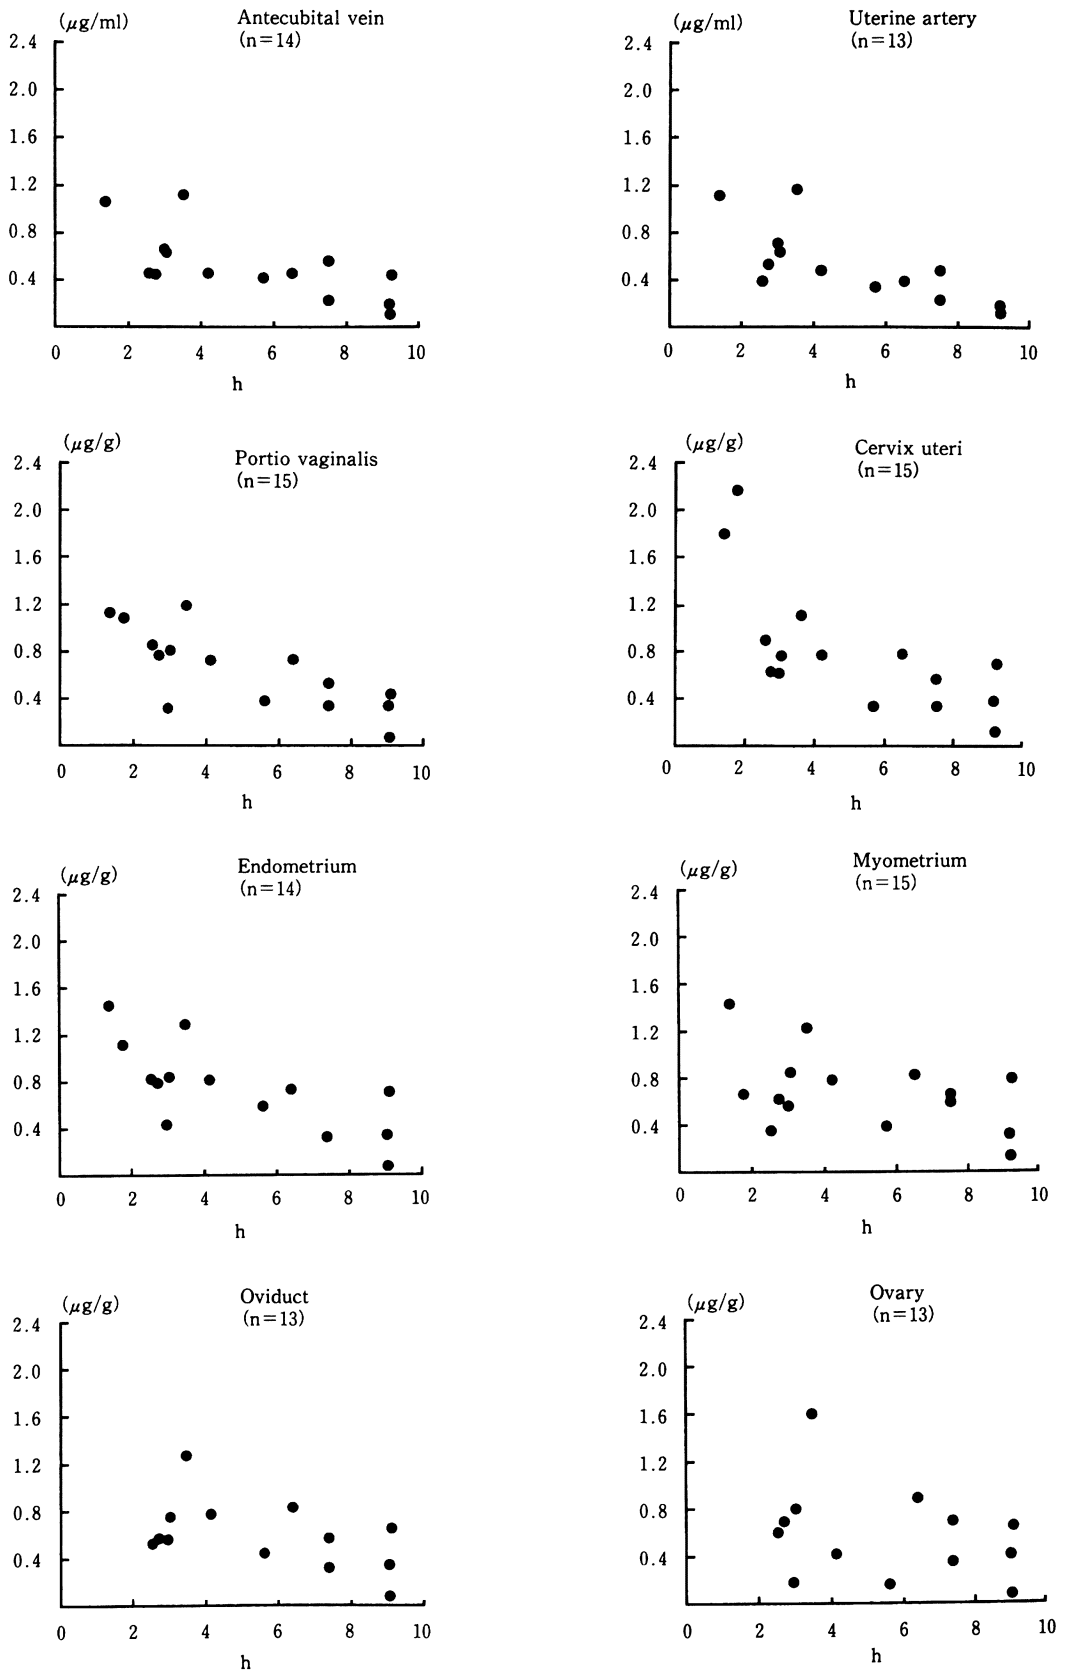 (μg/ml)
Antecubital vein
(n=14)
2.4
2.0
1.6
1.2
0.8
0.4
0 2 4 6 8 10
h
(μg/ml)
Uterine artery
(n=13)
2.4
2.0
1.6
1.2
0.8
0.4
0 2 4 6 8 10
h
(μg/g)
Portio vaginalis
(n=15)
2.4
2.0
1.6
1.2
0.8
0.4
0 2 4 6 8 10
h
(μg/g)
Cervix uteri
(n=15)
2.4
2.0
1.6
1.2
0.8
0.4
0 2 4 6 8 10
h
(μg/g)
Endometrium
(n=14)
2.4
2.0
1.6
1.2
0.8
0.4
0 2 4 6 8 10
h
(μg/g)
Myometrium
(n=15)
2.4
2.0
1.6
1.2
0.8
0.4
0 2 4 6 8 10
h
(μg/g)
Oviduct
(n=13)
2.4
2.0
1.6
1.2
0.8
0.4
0 2 4 6 8 10
h
(μg/g)
Ovary
(n=13)
2.4
2.0
1.6
1.2
0.8
0.4
0 2 4 6 8 10
h